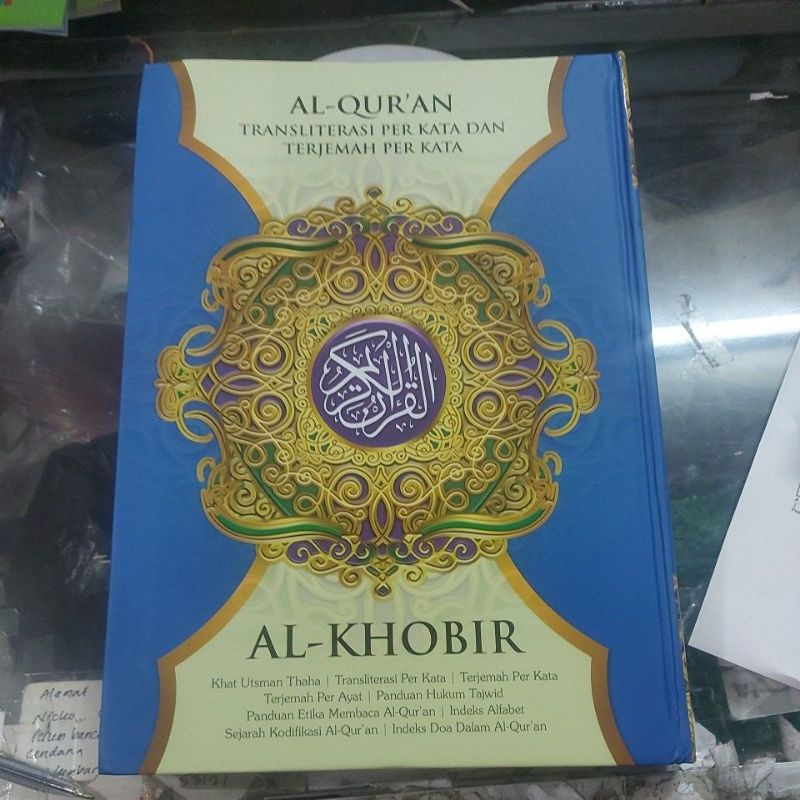 AL-QUR'AN
TRANSLITERASI PER KATA DAN
TERJEMAH PER KATA
القرآن الكريم
AL-KHOBIR
Khat Utsman Thaha | Transliterasi Per Kata | Terjemah Per Kata
Terjemah Per Ayat | Panduan Hukum Tajwid
Panduan Etika Membaca Al-Qur'an | Indeks Alfabet
Sejarah Kodifikasi Al-Qur'an | Indeks Doa Dalam Al-Qur'an
Alamat
53121